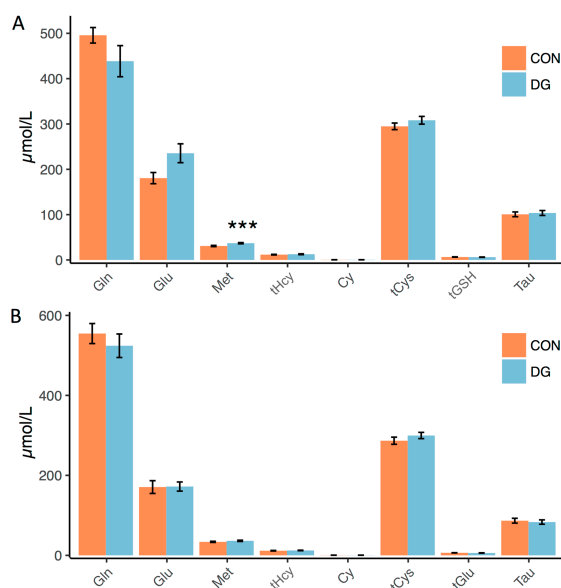 A
500
400
300
200
100
0
µmol/L
***
CON
DG
Gln
Glu
Met
tHcy
Cy
tCys
tGSH
Tau
B
600
400
200
0
µmol/L
CON
DG
Gln
Glu
Met
tHcy
Cy
tCys
tGlu
Tau